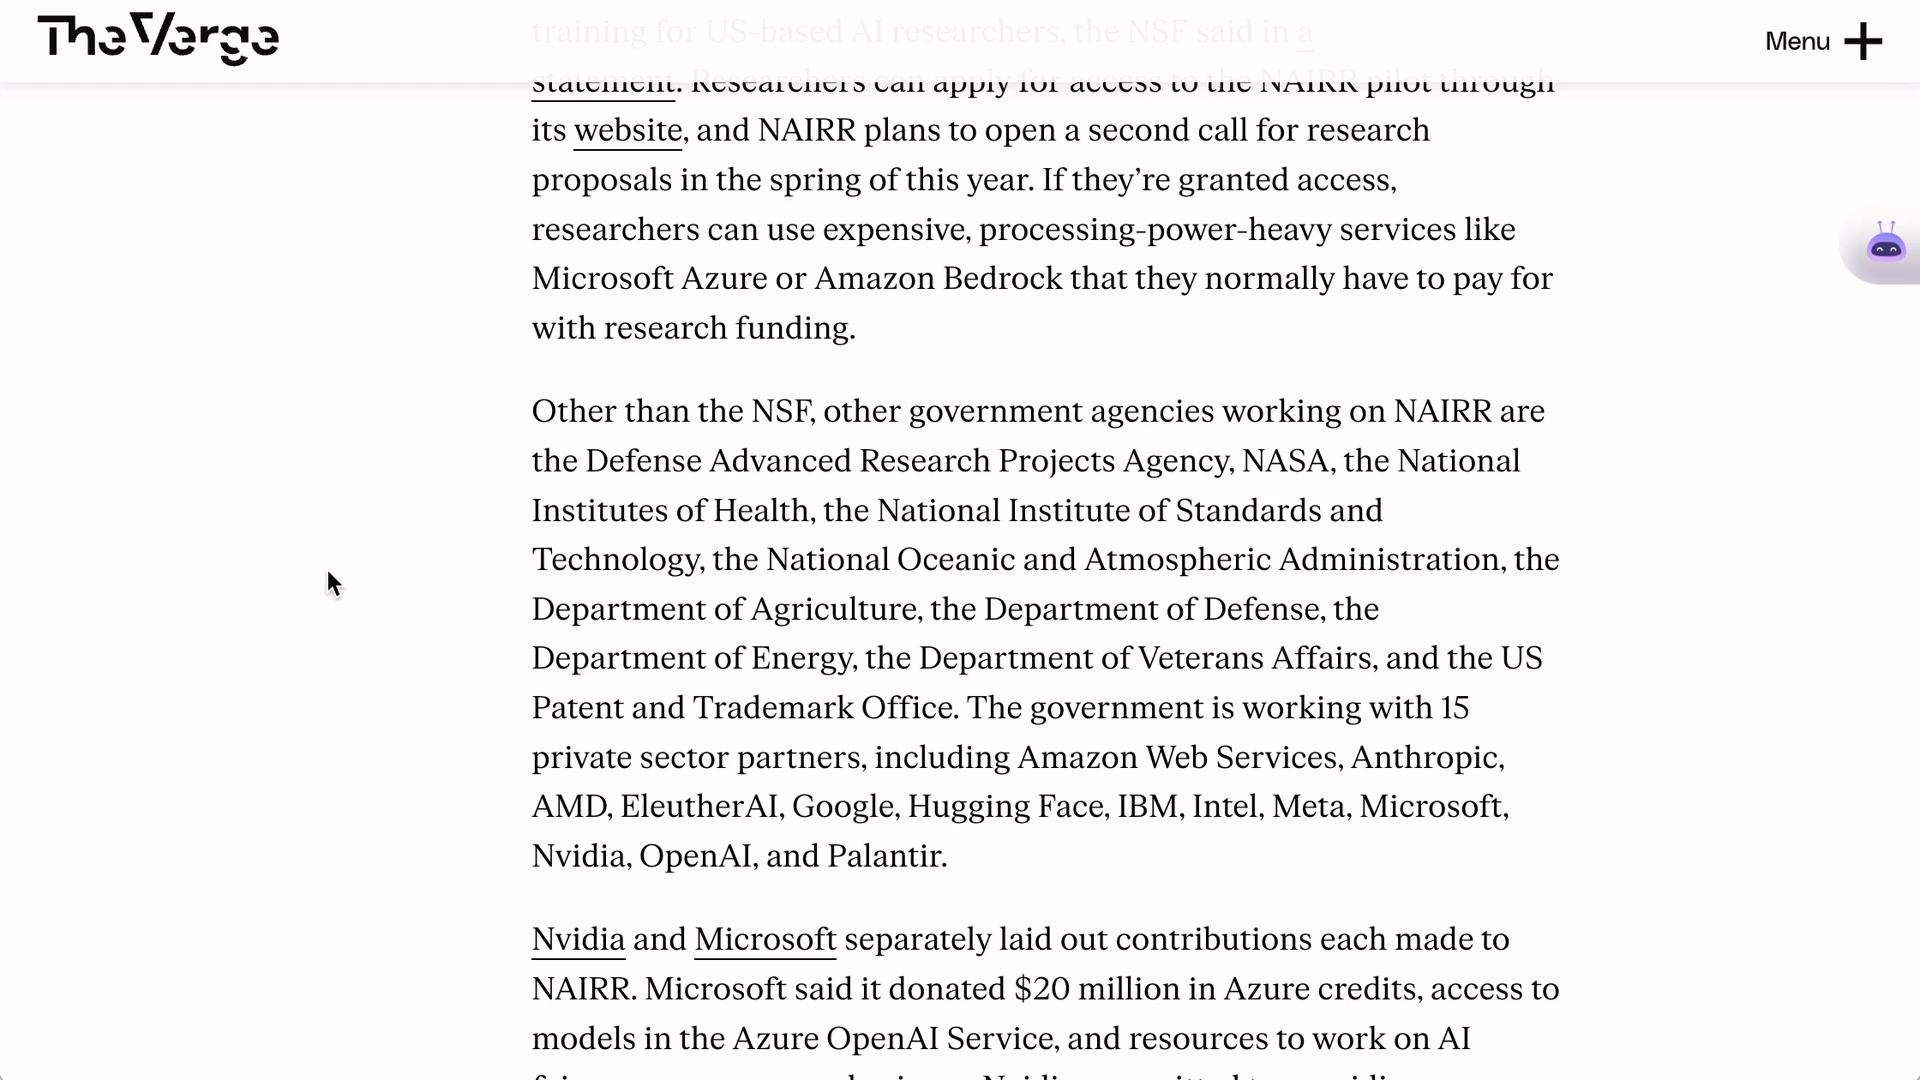 The Verge
Menu
training for US-based AI researchers, the NSF said in a
statement. Researchers can apply for access to the NAIRR pilot through
its website, and NAIRR plans to open a second call for research
proposals in the spring of this year. If they’re granted access,
researchers can use expensive, processing-power-heavy services like
Microsoft Azure or Amazon Bedrock that they normally have to pay for
with research funding.
Other than the NSF, other government agencies working on NAIRR are
the Defense Advanced Research Projects Agency, NASA, the National
Institutes of Health, the National Institute of Standards and
Technology, the National Oceanic and Atmospheric Administration, the
Department of Agriculture, the Department of Defense, the
Department of Energy, the Department of Veterans Affairs, and the US
Patent and Trademark Office. The government is working with 15
private sector partners, including Amazon Web Services, Anthropic,
AMD, EleutherAI, Google, Hugging Face, IBM, Intel, Meta, Microsoft,
Nvidia, OpenAI, and Palantir.
Nvidia and Microsoft separately laid out contributions each made to
NAIRR. Microsoft said it donated $20 million in Azure credits, access to
models in the Azure OpenAI Service, and resources to work on AI